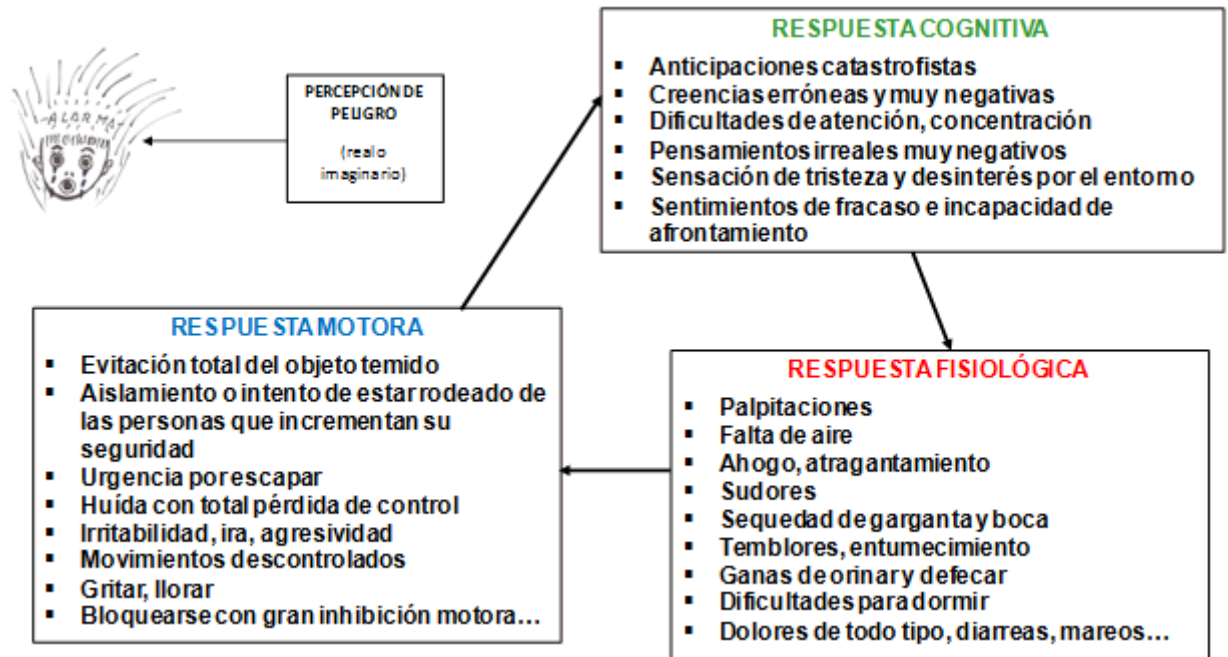 ALARMA
PERCEPCIÓN DE
PELIGRO
(real o
imaginario)
RESPUESTA COGNITIVA
▪ Anticipaciones catastrofistas
▪ Creencias erróneas y muy negativas
▪ Dificultades de atención, concentración
▪ Pensamientos irreales muy negativos
▪ Sensación de tristeza y desinterés por el entorno
▪ Sentimientos de fracaso e incapacidad de
afrontamiento
RESPUESTA MOTORA
▪ Evitación total del objeto temido
▪ Aislamiento o intento de estar rodeado de
las personas que incrementan su
seguridad
▪ Urgencia por escapar
▪ Huída con total pérdida de control
▪ Irritabilidad, ira, agresividad
▪ Movimientos descontrolados
▪ Gritar, llorar
▪ Bloquearse con gran inhibición motora...
RESPUESTA FISIOLÓGICA
▪ Palpitaciones
▪ Falta de aire
▪ Ahogo, atragantamiento
▪ Sudores
▪ Sequedad de garganta y boca
▪ Temblores, entumecimiento
▪ Ganas de orinar y defecar
▪ Dificultades para dormir
▪ Dolores de todo tipo, diarreas, mareos...